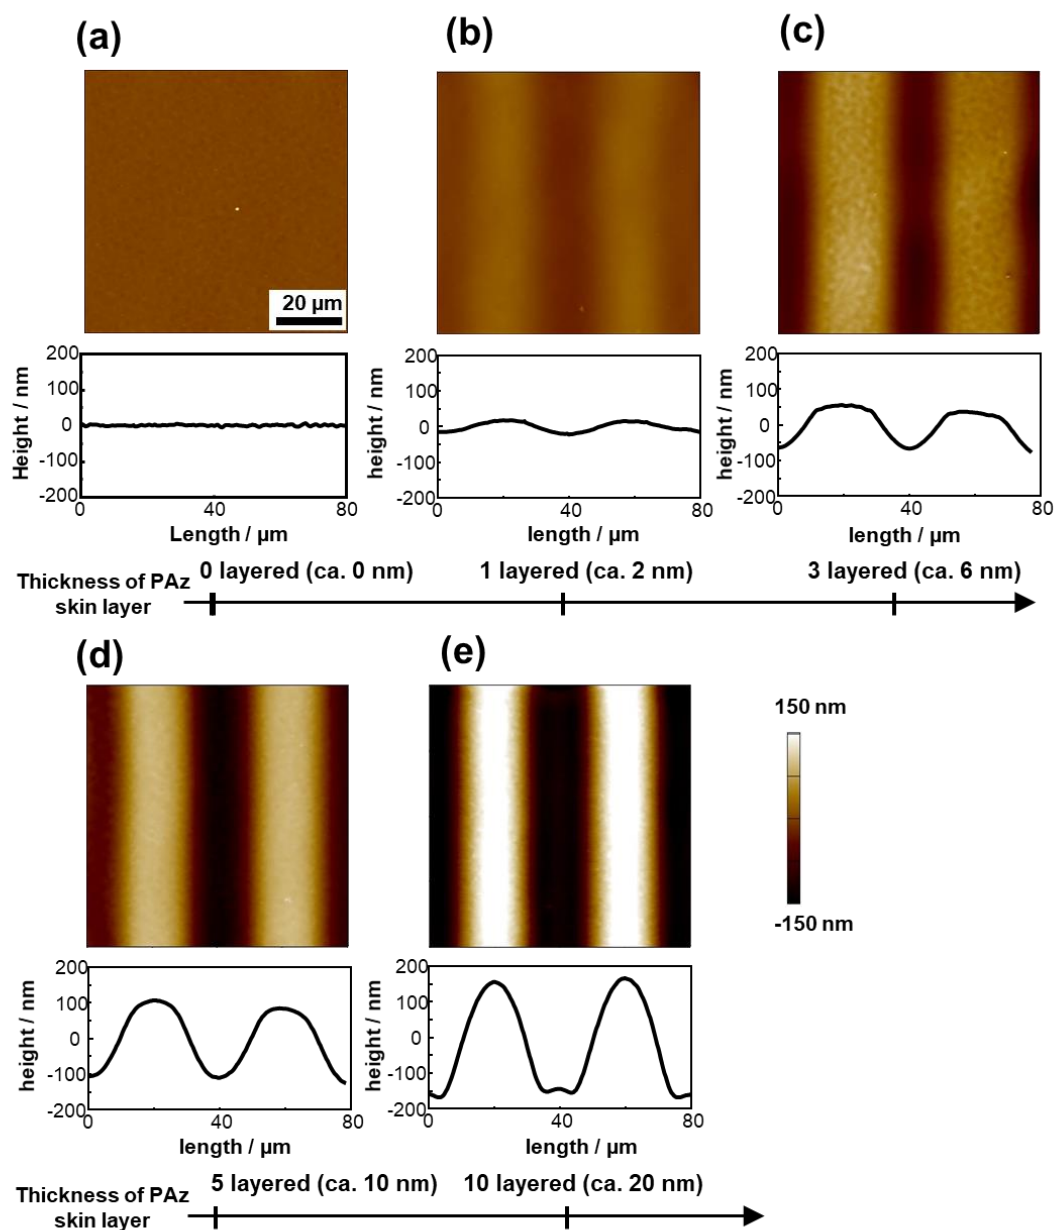 (a)
(b)
(c)
20 µm
200
100
0
-100
-200
Height / nm
0
40
80
Length / µm
200
100
0
-100
-200
height / nm
0
40
80
length / µm
200
100
0
-100
-200
height / nm
0
40
80
length / µm
Thickness of PAz
skin layer
0 layered (ca. 0 nm)
1 layered (ca. 2 nm)
3 layered (ca. 6 nm)
(d)
(e)
150 nm
-150 nm
200
100
0
-100
-200
height / nm
0
40
80
length / µm
200
100
0
-100
-200
height / nm
0
40
80
length / µm
Thickness of PAz
skin layer
5 layered (ca. 10 nm)
10 layered (ca. 20 nm)